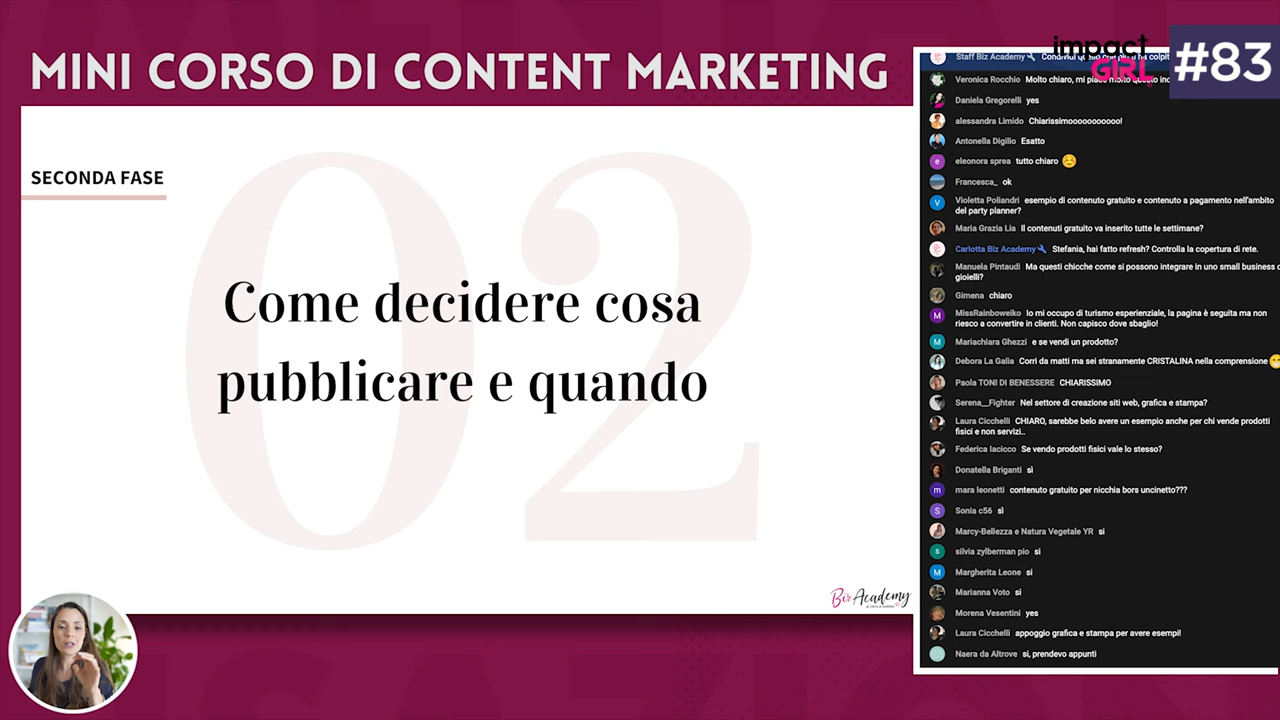 MINI CORSO DI CONTENT MARKETING
impact
GIRL
#83
SECONDA FASE
02
Come decidere cosa
pubblicare e quando
Biz Academy
Staff Biz Academy
Veronica Rocchio Molto chiaro, mi
Daniela Gregorelli yes
alessandra Limido Chiarissimooooooooooo!
Antonella Digilio Esatto
e
eleonora sprea tutto chiaro ☺️
Francesca_ ok
V
Violetta Poliandri esempio di contenuto gratuito e contenuto a pagamento nell'ambito
del party planner?
Maria Grazia Lia Il contenuti gratuito va inserito tutte le settimane?
Carlotta Biz Academy Stefania, hai fatto refresh? Controlla la copertura di rete.
Manuela Pintaudi Ma questi chicche come si possono integrare in uno small business
gioielli?
Gimena chiaro
M
MissRainboweiko Io mi occupo di turismo esperienziale, la pagina è seguita ma non
riesco a convertire in clienti. Non capisco dove sbaglio!
M
Mariachiara Ghezzi e se vendi un prodotto?
Debora La Galia Corri da matti ma sei stranamente CRISTALINA nella comprensione 😁
Paola TONI DI BENESSERE CHIARISSIMO
Serena__Fighter Nel settore di creazione siti web, grafica e stampa?
Laura Cicchelli CHIARO, sarebbe belo avere un esempio anche per chi vende prodotti
fisici e non servizi..
Federica Iacicco Se vendo prodotti fisici vale lo stesso?
Donatella Briganti sì
m
mara leonetti contenuto gratuito per nicchia bors uncinetto???
S
Sonia c56 sì
Marcy-Bellezza e Natura Vegetale YR si
s
silvia zylberman pio si
M
Margherita Leone si
Marianna Voto si
Morena Vesentini yes
Laura Cicchelli appoggio grafica e stampa per avere esempi!
Naera da Altrove si, prendevo appunti